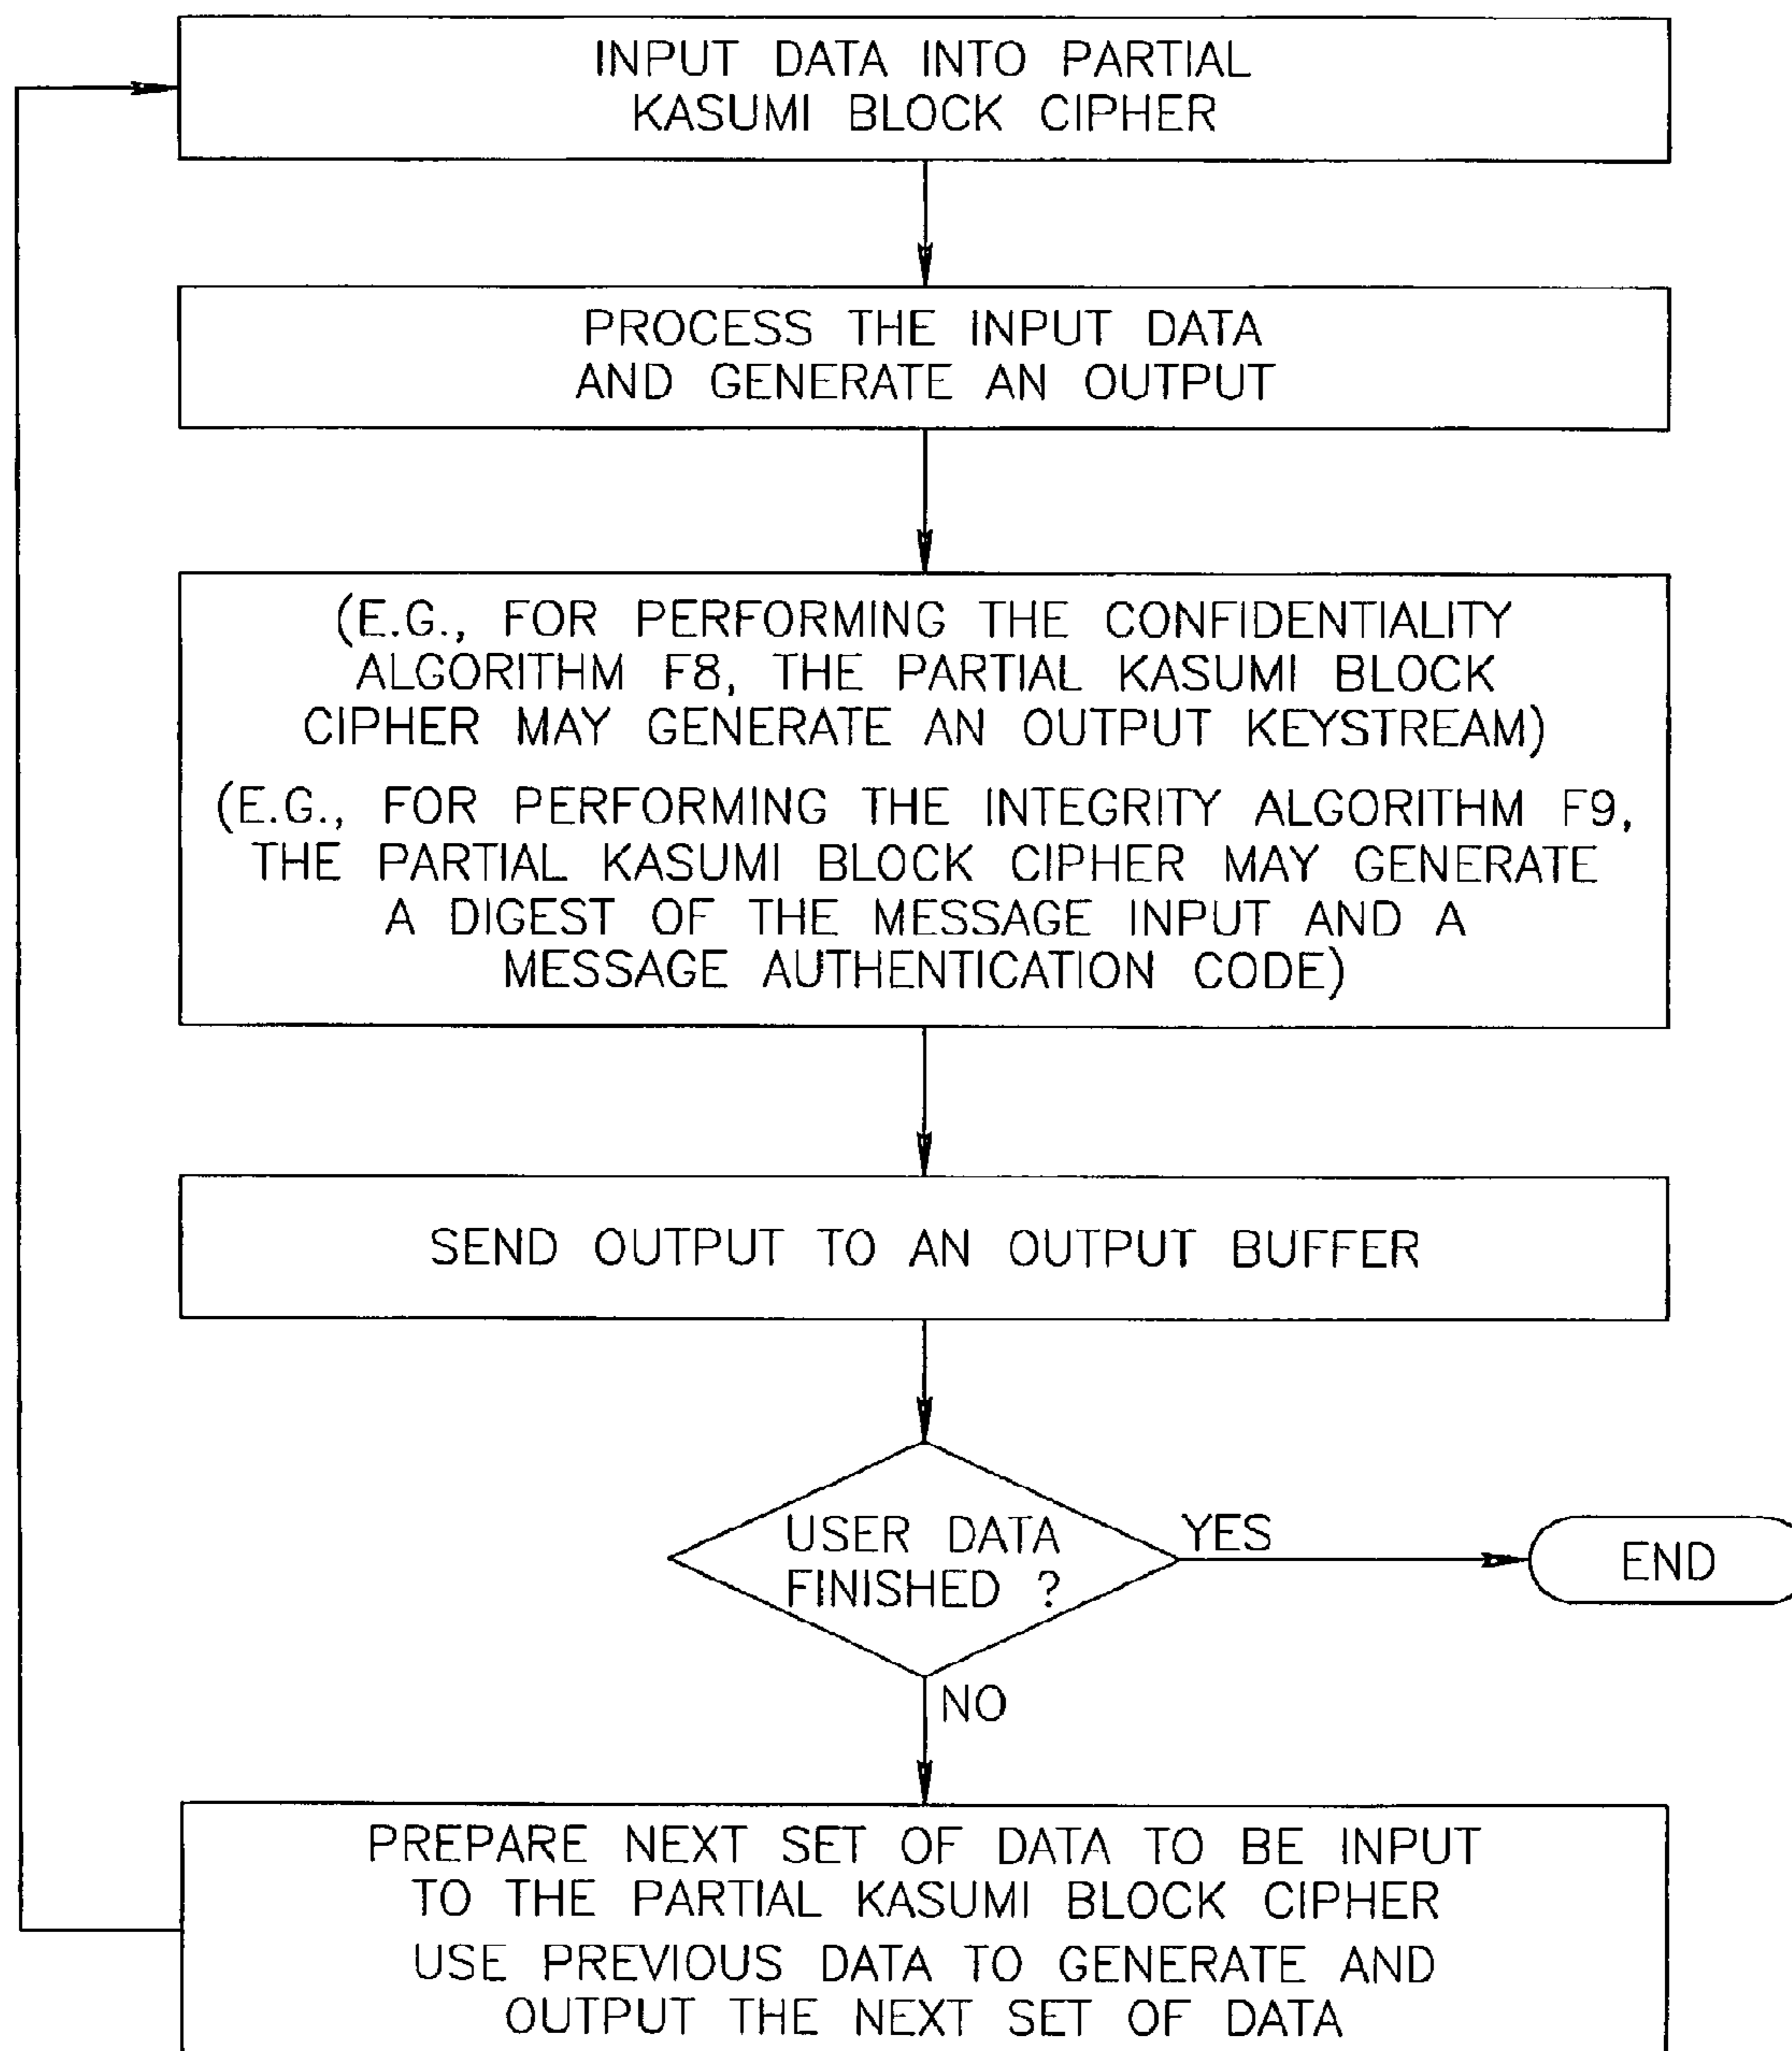 INPUT DATA INTO PARTIAL
KASUMI BLOCK CIPHER
PROCESS THE INPUT DATA
AND GENERATE AN OUTPUT
(E.G., FOR PERFORMING THE CONFIDENTIALITY
ALGORITHM F8, THE PARTIAL KASUMI BLOCK
CIPHER MAY GENERATE AN OUTPUT KEYSTREAM)
(E.G., FOR PERFORMING THE INTEGRITY ALGORITHM F9,
THE PARTIAL KASUMI BLOCK CIPHER MAY GENERATE
A DIGEST OF THE MESSAGE INPUT AND A
MESSAGE AUTHENTICATION CODE)
SEND OUTPUT TO AN OUTPUT BUFFER
USER DATA
FINISHED ?
YES
END
NO
PREPARE NEXT SET OF DATA TO BE INPUT
TO THE PARTIAL KASUMI BLOCK CIPHER
USE PREVIOUS DATA TO GENERATE AND
OUTPUT THE NEXT SET OF DATA